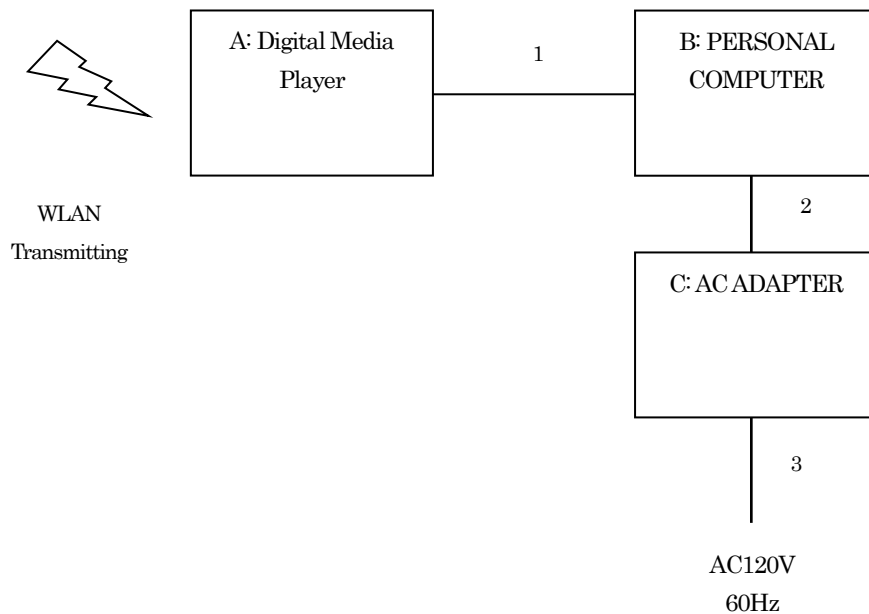 A: Digital Media
Player
1
B: PERSONAL
COMPUTER
WLAN
Transmitting
2
C: AC ADAPTER
3
AC120V
60Hz